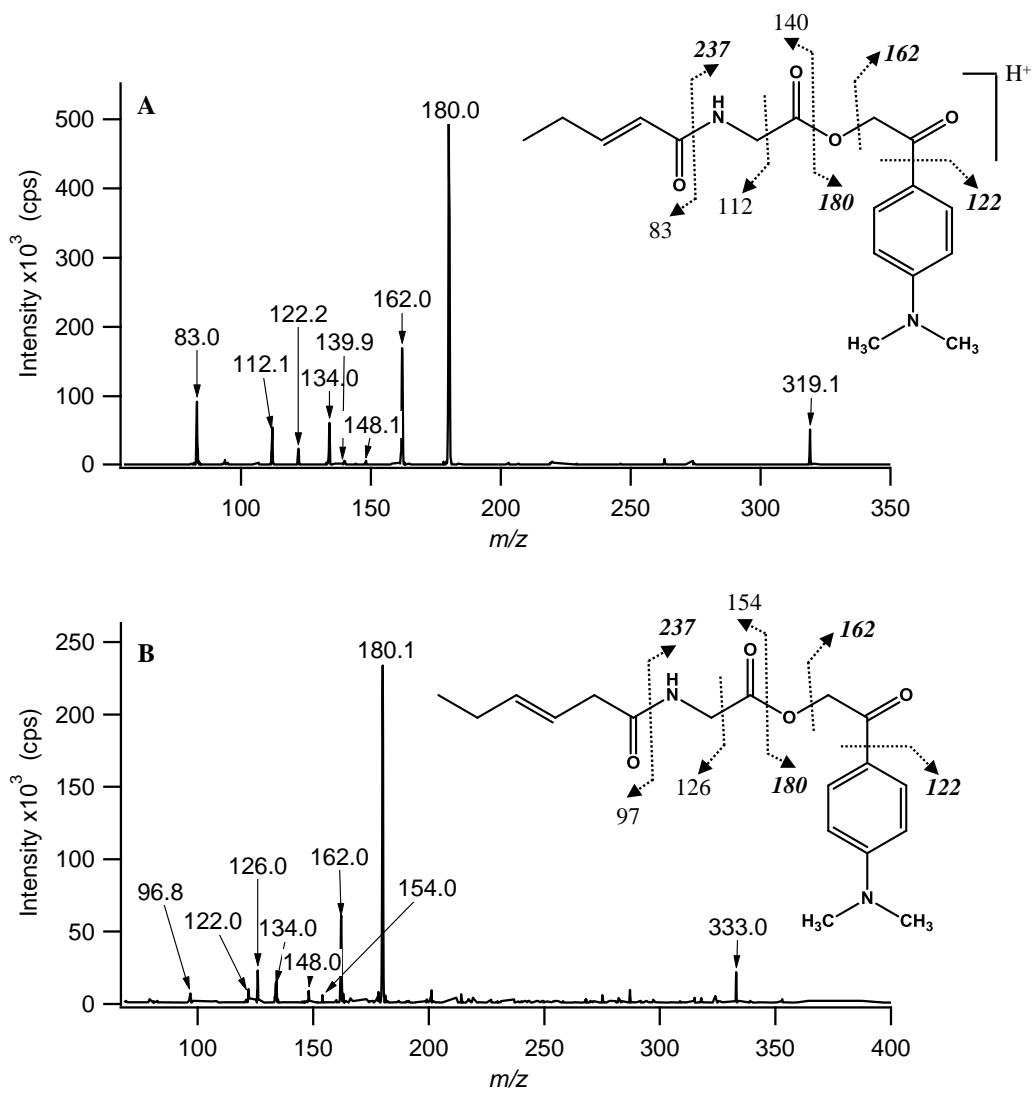 A
Intensity x10³ (cps)
500
400
300
200
100
0
100
150
200
250
300
350
m/z
83.0
112.1
122.2
134.0
139.9
148.1
162.0
180.0
319.1
140
237
162
H+
H
N
O
O
O
O
83
112
180
122
N
H₃C
CH₃
B
Intensity x10³ (cps)
250
200
150
100
50
0
100
150
200
250
300
350
400
m/z
96.8
122.0
126.0
134.0
148.0
162.0
154.0
180.1
333.0
154
237
162
H
N
O
O
O
O
97
126
180
122
N
H₃C
CH₃